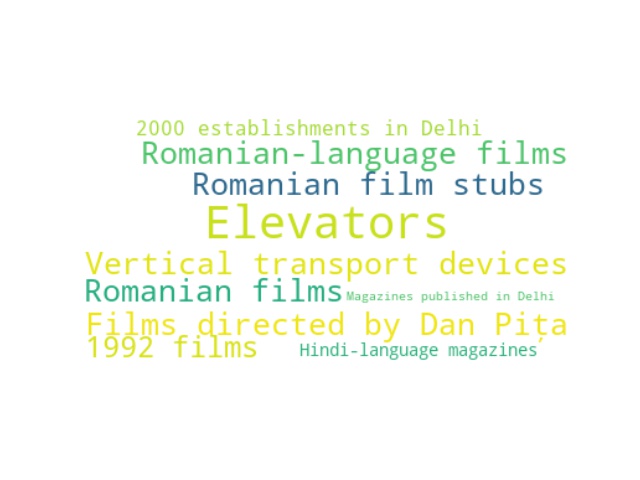 2000 establishments in Delhi
Romanian-language films
Romanian film stubs
Elevators
Vertical transport devices
Romanian films
Magazines published in Delhi
Films directed by Dan Pița
1992 films
Hindi-language magazines